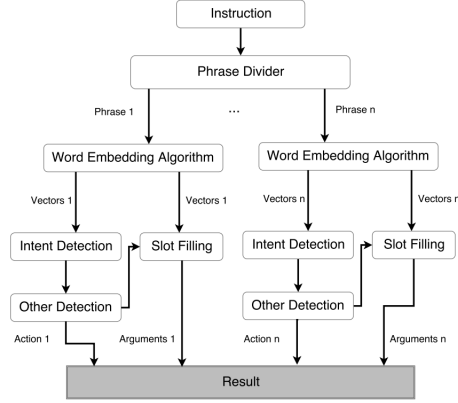 Instruction
Phrase Divider
Phrase 1
...
Phrase n
Word Embedding Algorithm
Word Embedding Algorithm
Vectors 1
Vectors 1
Vectors n
Vectors n
Intent Detection
Slot Filling
Intent Detection
Slot Filling
Other Detection
Other Detection
Action 1
Arguments 1
Action n
Arguments n
Result